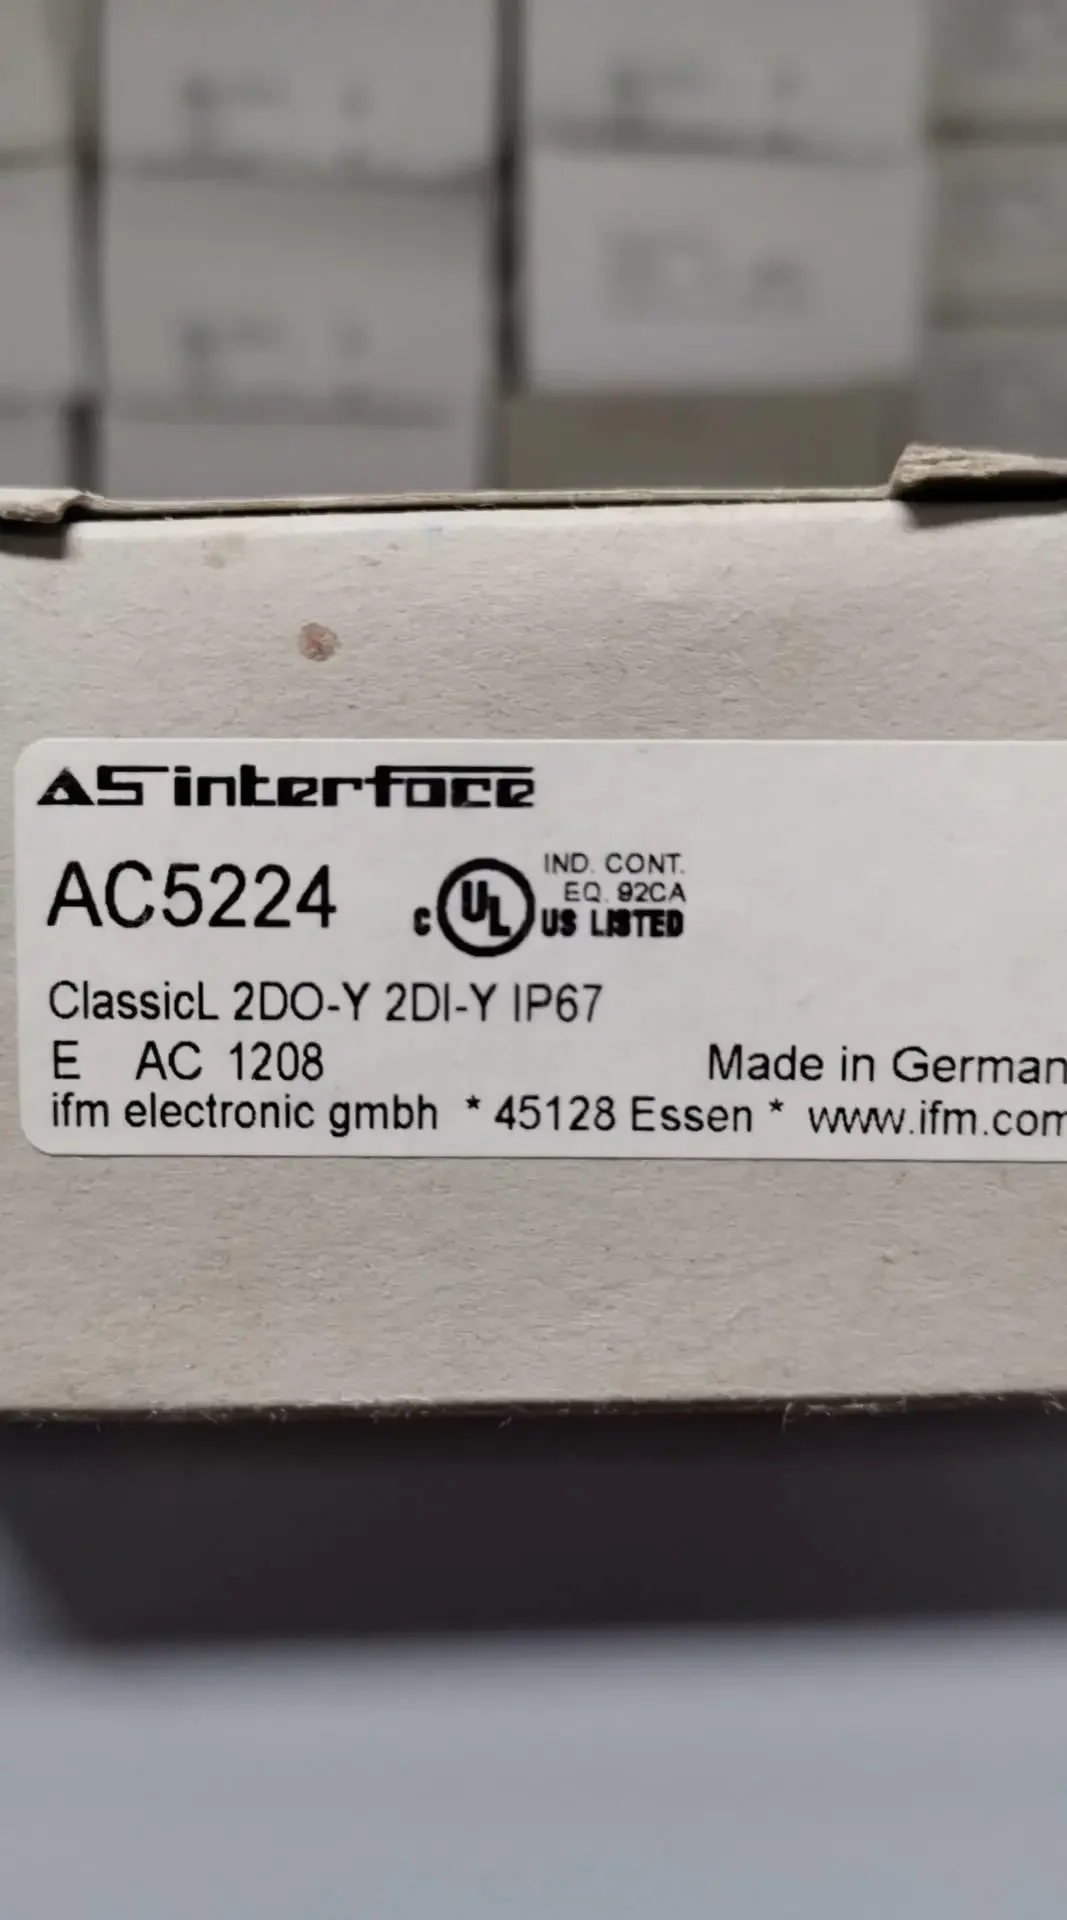 AS interface
AC5224
c UL US LISTED
IND. CONT.
EQ. 92CA
ClassicL 2DO-Y 2DI-Y IP67
E AC 1208
Made in German
ifm electronic gmbh * 45128 Essen * www.ifm.com